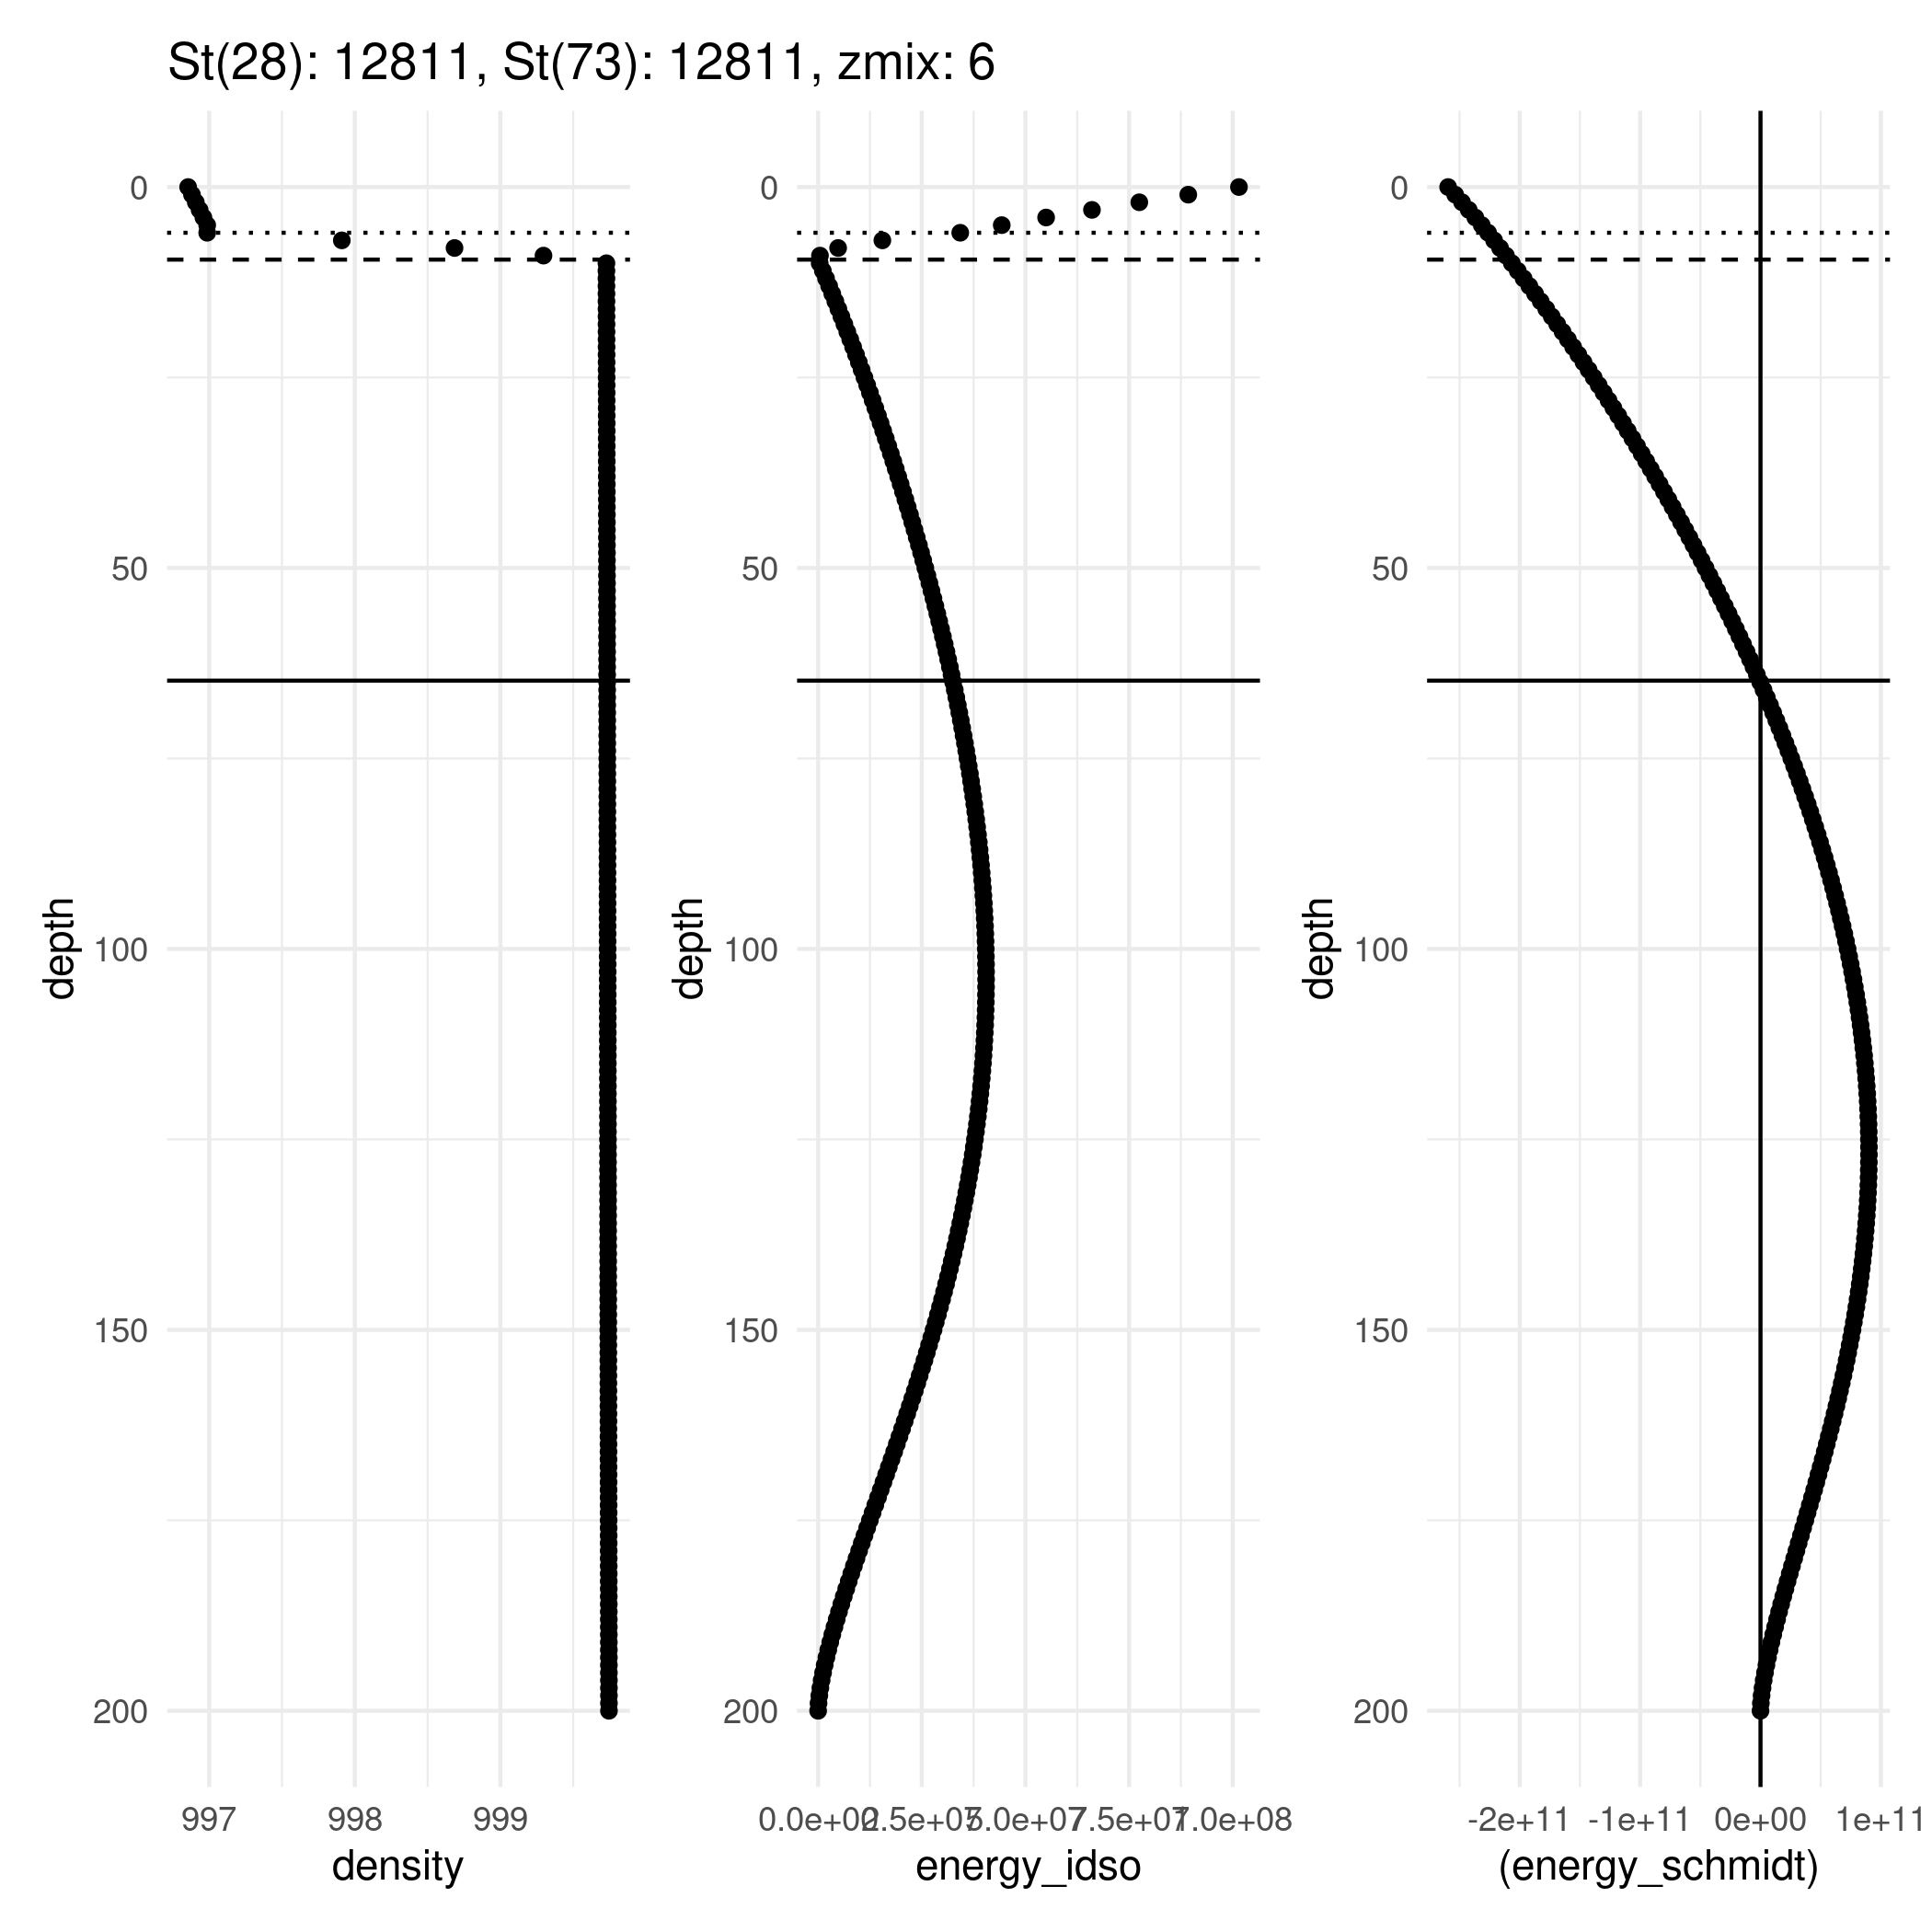 St(28): 12811, St(73): 12811, zmix: 6
0
50
100
150
200
depth
997 998 999
density
0
50
100
150
200
depth
0.0e+00 2.5e+07 5.0e+07 7.5e+07 1.0e+08
energy_idso
0
50
100
150
200
depth
-2e+11 -1e+11 0e+00 1e+11
(energy_schmidt)